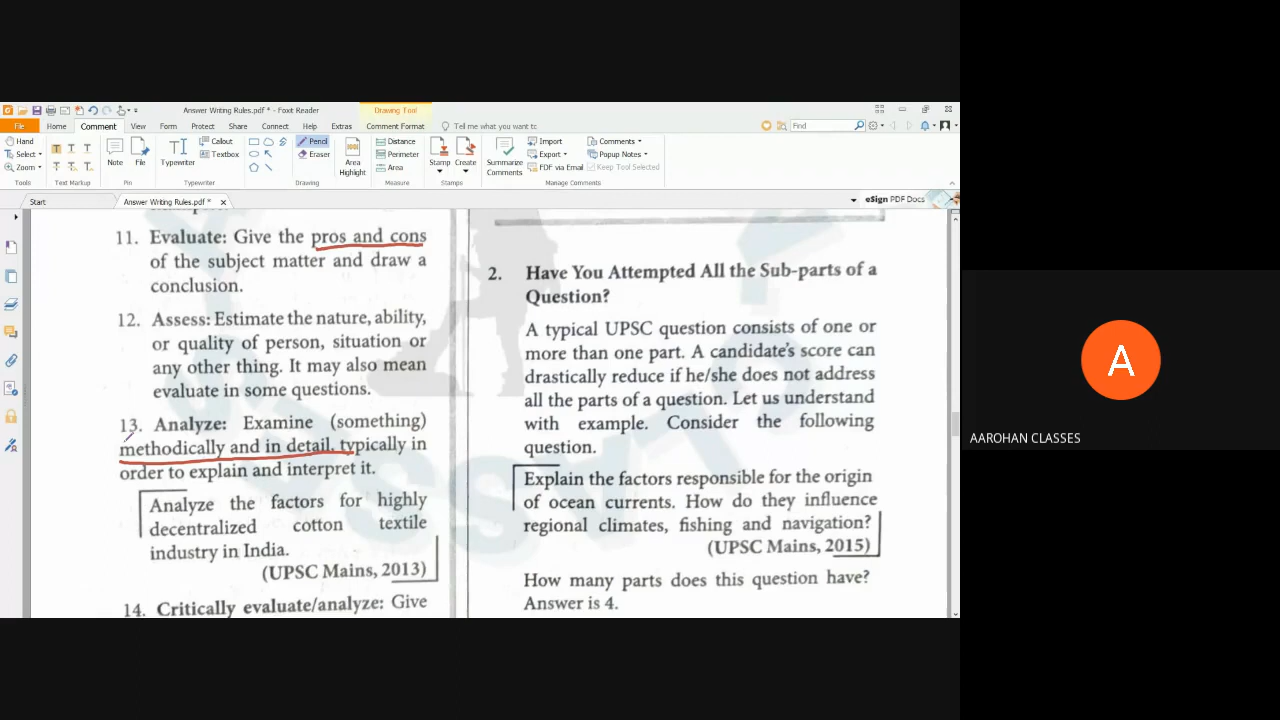 Answer Writing Rules.pdf * - Foxit Reader
Drawing Tool
File
Home
Comment
View
Form
Protect
Share
Connect
Help
Extras
Comment Format
Tell me what you want tc
Find
Hand
Select
Zoom
Tools
T T T
Text Markup
Note
File
Pin
Typewriter
Callout
Textbox
Typewriter
Pencil
Eraser
Drawing
Area Highlight
Distance
Perimeter
Area
Measure
Stamp
Create
Stamps
Summarize Comments
Import
Export
FDF via Email
Comments
Popup Notes
Keep Tool Selected
Manage Comments
Start
Answer Writing Rules.pdf *
eSign PDF Docs
11. Evaluate: Give the pros and cons
of the subject matter and draw a
conclusion.
12. Assess: Estimate the nature, ability,
or quality of person, situation or
any other thing. It may also mean
evaluate in some questions.
13. Analyze: Examine (something)
methodically and in detail, typically in
order to explain and interpret it.
Analyze the factors for highly
decentralized cotton textile
industry in India.
(UPSC Mains, 2013)
14. Critically evaluate/analyze: Give
2. Have You Attempted All the Sub-parts of a
Question?
A typical UPSC question consists of one or
more than one part. A candidate's score can
drastically reduce if he/she does not address
all the parts of a question. Let us understand
with example. Consider the following
question.
Explain the factors responsible for the origin
of ocean currents. How do they influence
regional climates, fishing and navigation?
(UPSC Mains, 2015)
How many parts does this question have?
Answer is 4.
A
AAROHAN CLASSES